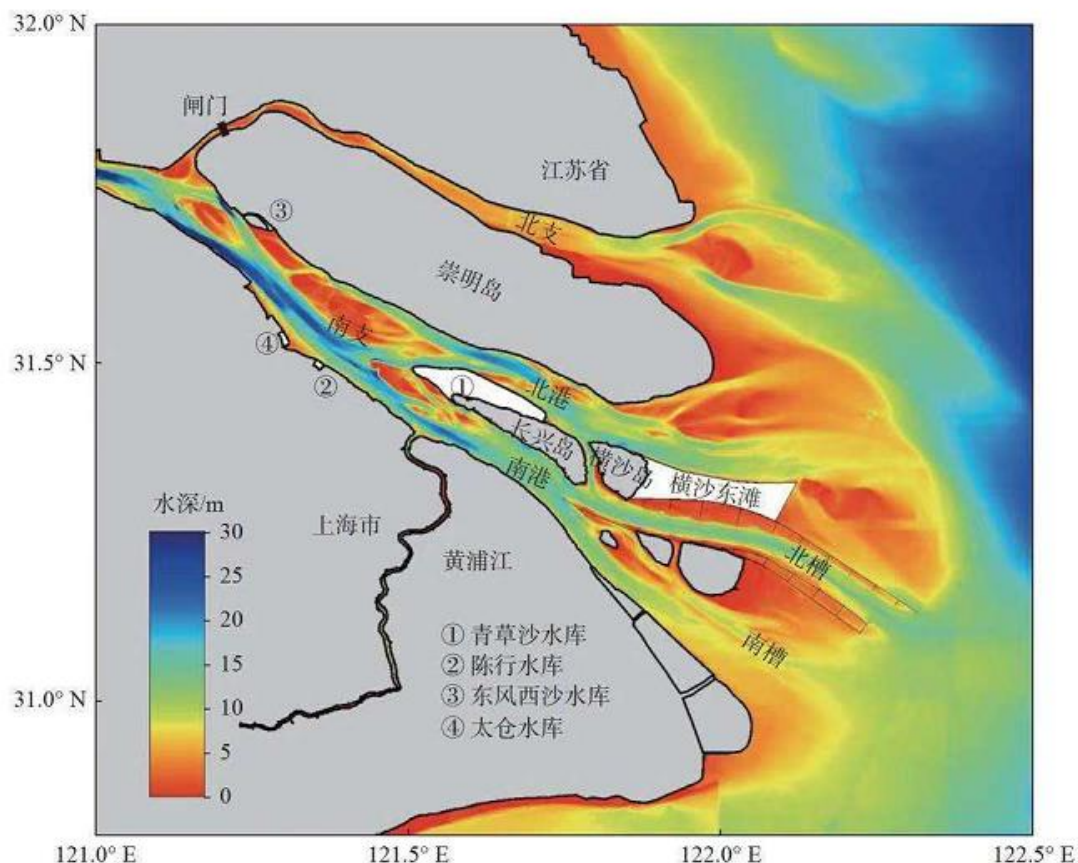 32.0° N
闸门
江苏省
③
北支
崇明岛
南支
④
31.5° N
②
①
北港
长兴岛
横沙岛
横沙东滩
南港
水深/m
30
25
20
15
10
5
0
上海市
黄浦江
北槽
南槽
① 青草沙水库
② 陈行水库
③ 东风西沙水库
④ 太仓水库
31.0° N
121.0° E
121.5° E
122.0° E
122.5° E